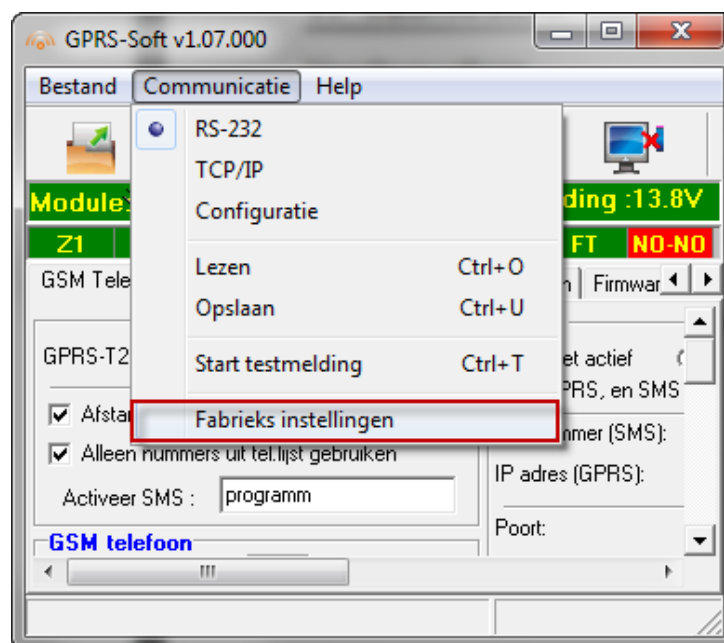 GPRS-Soft v1.07.000
Bestand Communicatie Help
RS-232
TCP/IP
Configuratie
Lezen Ctrl+O
Opslaan Ctrl+U
Start testmelding Ctrl+T
Fabrieks instellingen
Module: ding :13.8V
Z1 FT NO-NO
GSM Tele n Firmwar
GPRS-T2 et actief
PRS, en SMS
Afstan mmer (SMS):
Alleen nummers uit tel.lijst gebruiken
IP adres (GPRS):
Activeer SMS : programm
Poort:
GSM telefoon